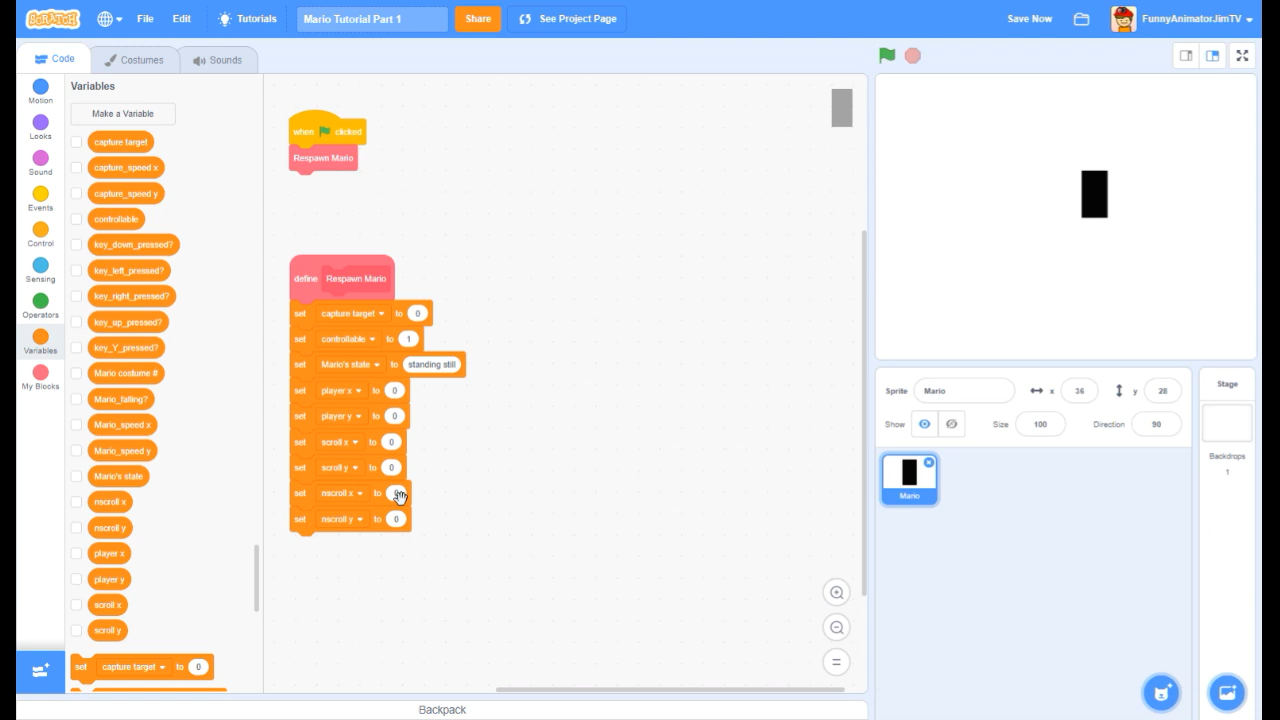 SCRATCH File Edit Tutorials Mario Tutorial Part 1 Share See Project Page Save Now FunnyAnimatorJimTV
Code Costumes Sounds
Motion
Looks
Sound
Events
Control
Sensing
Operators
Variables
My Blocks
Variables
Make a Variable
capture target
capture_speed x
capture_speed y
controllable
key_down_pressed?
key_left_pressed?
key_right_pressed?
key_up_pressed?
key_Y_pressed?
Mario costume #
Mario_falling?
Mario_speed x
Mario_speed y
Mario's state
nscroll x
nscroll y
player x
player y
scroll x
scroll y
set capture target to 0
when clicked
Respawn Mario
define Respawn Mario
set capture target to 0
set controllable to 1
set Mario's state to standing still
set player x to 0
set player y to 0
set scroll x to 0
set scroll y to 0
set nscroll x to
set nscroll y to 0
Sprite Mario x 36 y 28
Show Size 100 Direction 90
Mario
Stage
Backdrops
1
Backpack